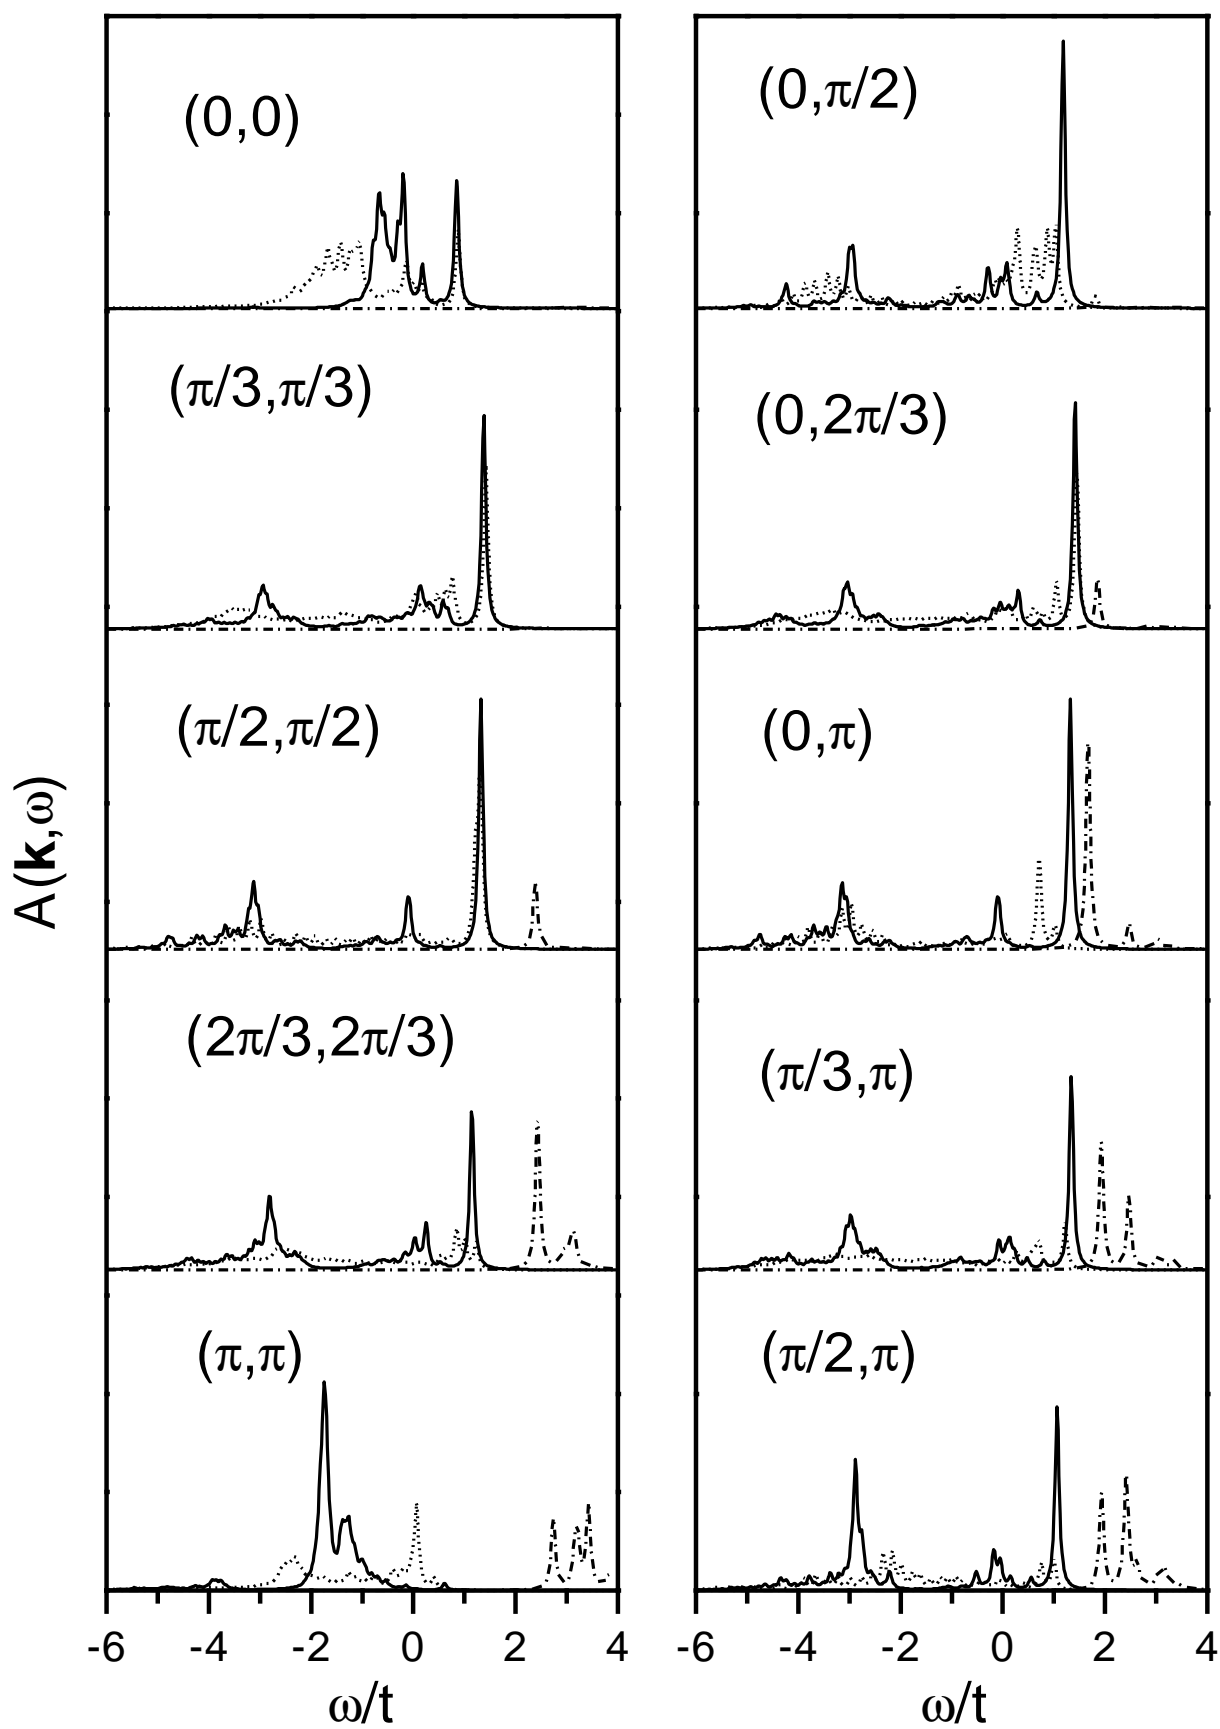 (0,0)
(0,π/2)
(π/3,π/3)
(0,2π/3)
(π/2,π/2)
(0,π)
A(k,ω)
(2π/3,2π/3)
(π/3,π)
(π,π)
(π/2,π)
-6 -4 -2 0 2 4
-6 -4 -2 0 2 4
ω/t
ω/t